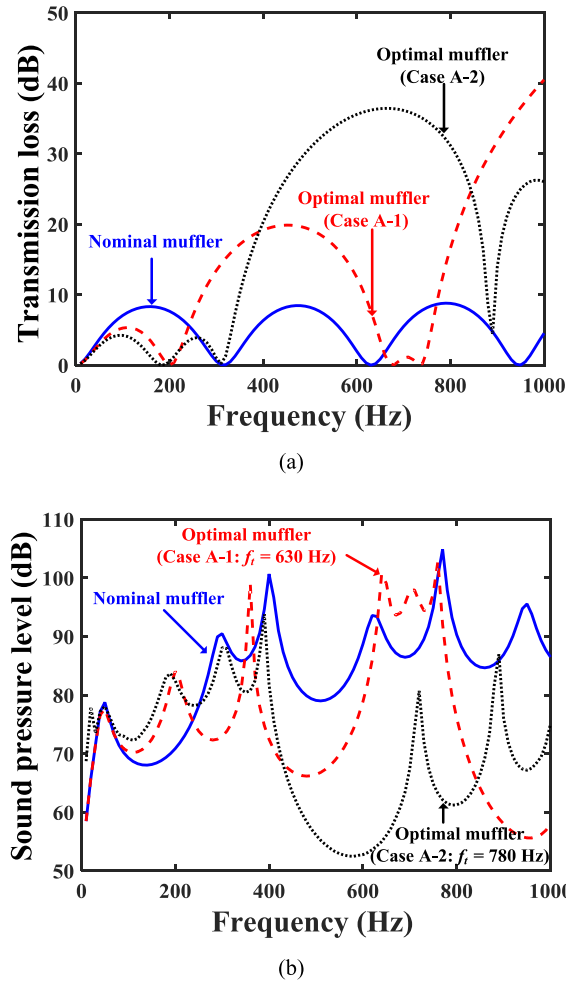 50
40
30
20
10
0
Transmission loss (dB)
Optimal muffler
(Case A-2)
Optimal muffler
(Case A-1)
Nominal muffler
0
200
400
600
800
1000
Frequency (Hz)
(a)
110
100
90
80
70
60
50
Sound pressure level (dB)
Optimal muffler
(Case A-1: fₜ = 630 Hz)
Nominal muffler
Optimal muffler
(Case A-2: fₜ = 780 Hz)
0
200
400
600
800
1000
Frequency (Hz)
(b)